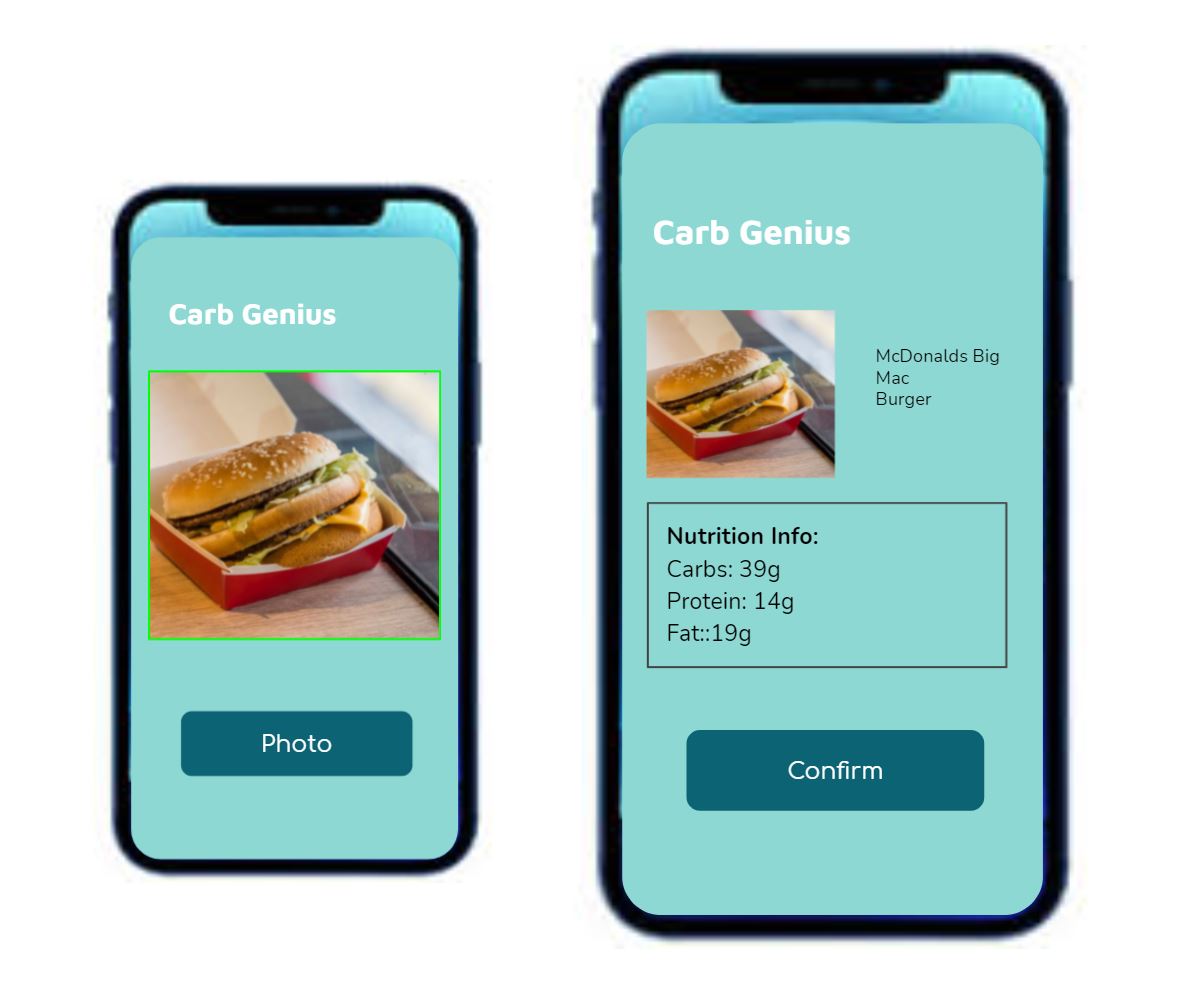 Carb Genius
Photo
Carb Genius
McDonalds Big
Mac
Burger
Nutrition Info:
Carbs: 39g
Protein: 14g
Fat::19g
Confirm